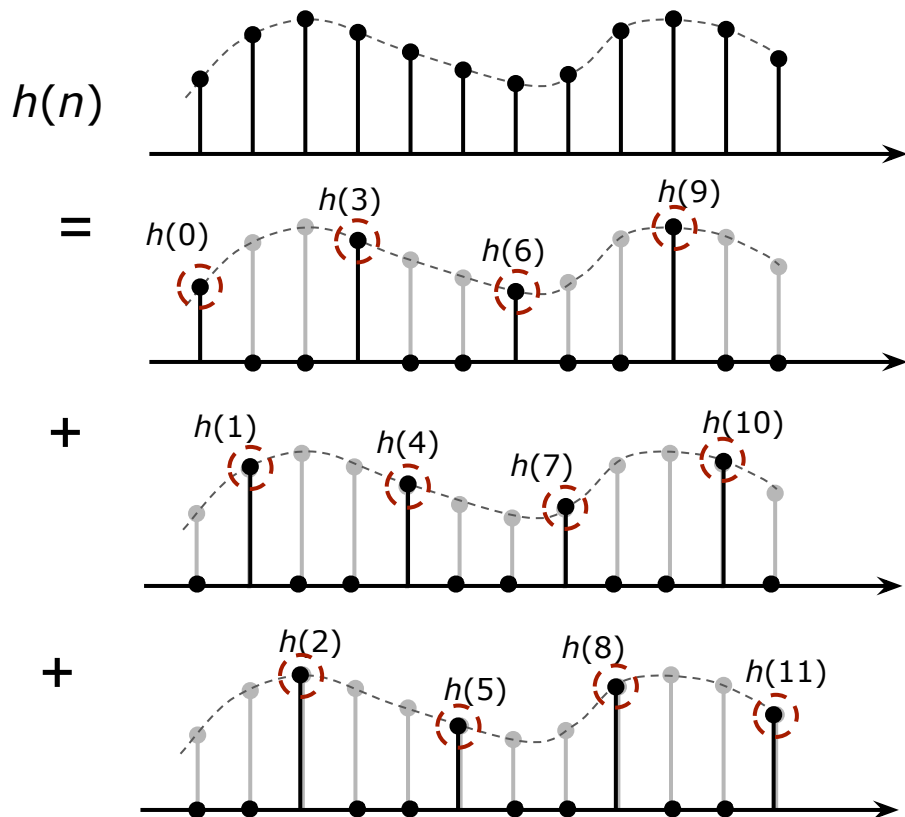 h(n)
=
h(0)
h(3)
h(6)
h(9)
+
h(1)
h(4)
h(7)
h(10)
+
h(2)
h(5)
h(8)
h(11)